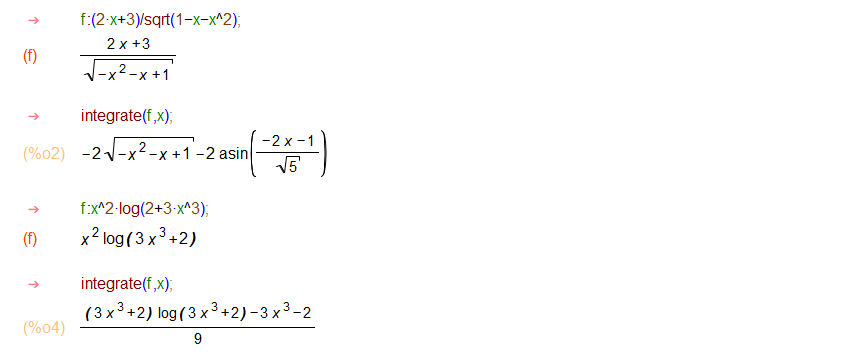 → f:(2·x+3)/sqrt(1−x−x^2);
(f) (2 x +3)/√(−x²−x +1)
→ integrate(f,x);
(%o2) −2√(−x²−x +1) −2 asin((−2 x −1)/√5)
→ f:x^2·log(2+3·x^3);
(f) x² log(3 x³+2)
→ integrate(f,x);
(%o4) ((3 x³+2) log(3 x³+2)−3 x³−2)/9